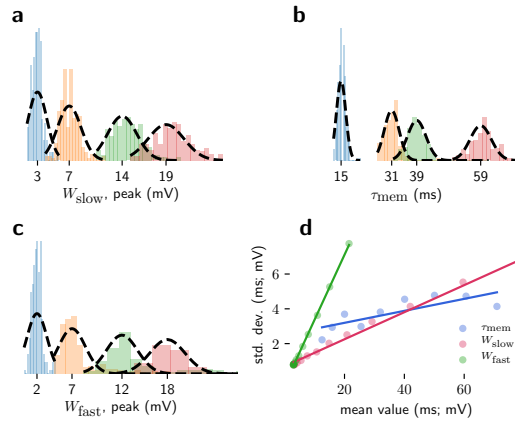 a
3 7 14 19
W_slow, peak (mV)
b
15 31 39 59
τ_mem (ms)
c
2 7 12 18
W_fast, peak (mV)
d
std. dev. (ms; mV)
6
4
2
20 40 60
mean value (ms; mV)
τ_mem
W_slow
W_fast